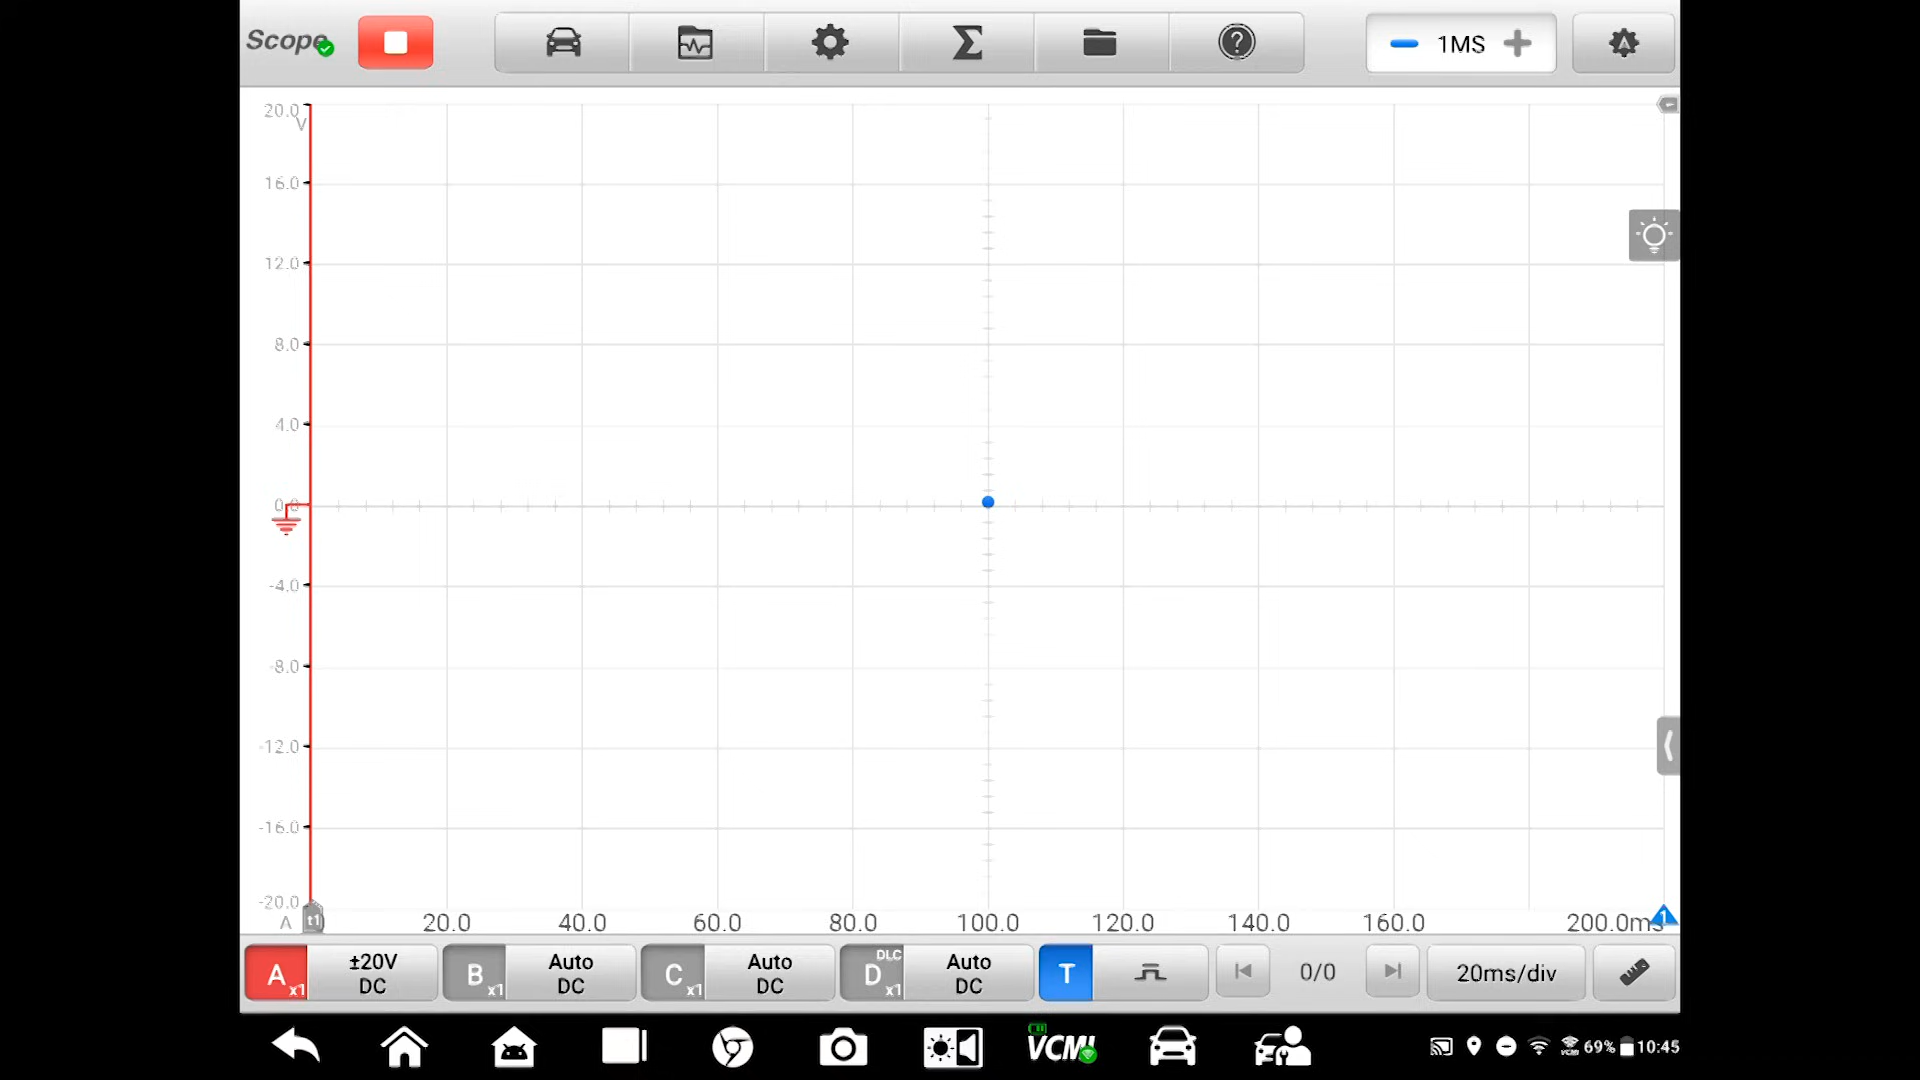 Scope
1MS
20.0
V
16.0
12.0
8.0
4.0
0.0
-4.0
-8.0
-12.0
-16.0
-20.0
A
t1
20.0
40.0
60.0
80.0
100.0
120.0
140.0
160.0
200.0ms
1
A
x1
±20V
DC
B
x1
Auto
DC
C
x1
Auto
DC
DLC
D
x1
Auto
DC
T
0/0
20ms/div
VCMI
VCMI
69%
10:45